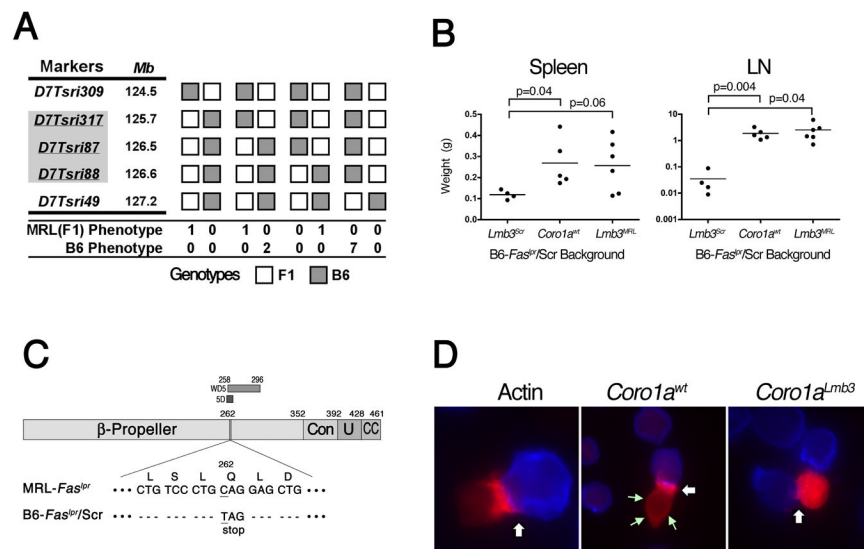 A
Markers Mb
D7Tsri309 124.5
D7Tsri317 125.7
D7Tsri87 126.5
D7Tsri88 126.6
D7Tsri49 127.2
MRL(F1) Phenotype 1 0 1 0 0 1 0 0
B6 Phenotype 0 0 0 2 0 0 7 0
Genotypes F1 B6
B
Spleen
p=0.04
p=0.06
Weight (g)
0.5
0.4
0.3
0.2
0.1
0.0
Lmb3Scr Coro1awt Lmb3MRL
B6-Faslpr/Scr Background
LN
p=0.004
p=0.04
10
1
0.1
0.01
0.001
Lmb3Scr Coro1awt Lmb3MRL
B6-Faslpr/Scr Background
C
258 296
WD5
5D
262 352 392 428 461
β-Propeller Con U CC
262
L S L Q L D
MRL-Faslpr ••• CTG TCC CTG CAG GAG CTG •••
B6-Faslpr/Scr ••• --- --- --- TAG --- --- •••
stop
D
Actin Coro1awt Coro1aLmb3